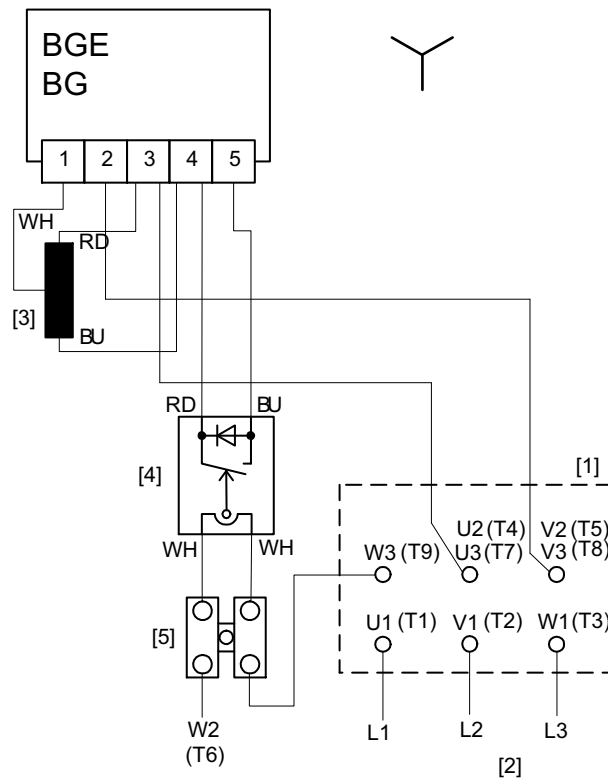 BGE
BG
1 2 3 4 5
WH
RD
[3]
BU
RD BU
[4]
[1]
WH WH
U2 (T4) V2 (T5)
W3 (T9) U3 (T7) V3 (T8)
[5]
U1 (T1) V1 (T2) W1 (T3)
W2
(T6)
L1 L2 L3
[2]